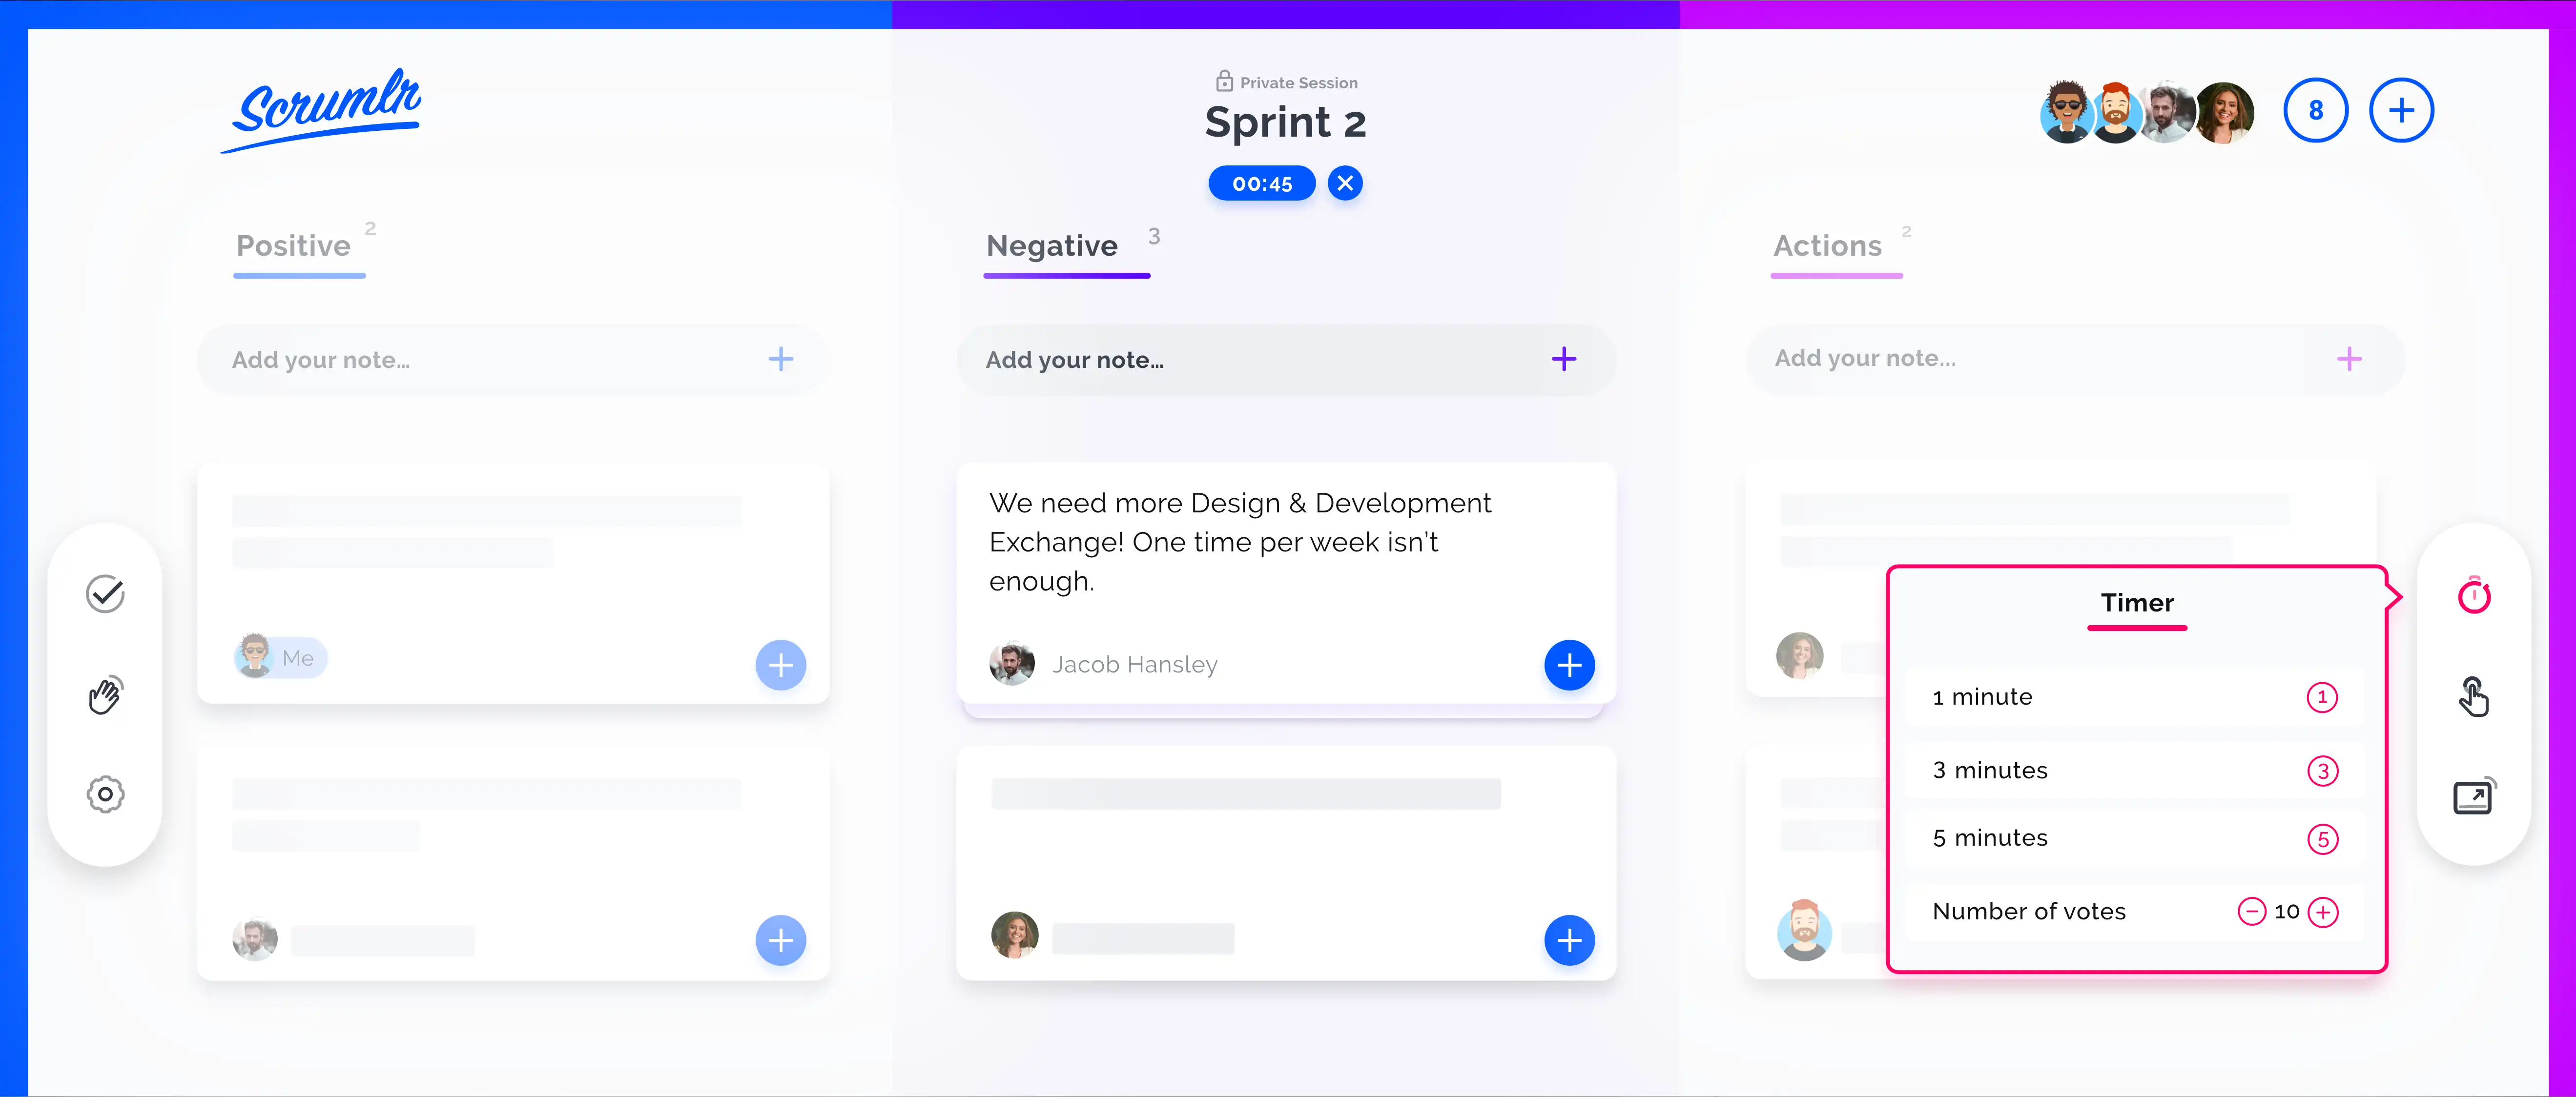 Scrumlr
Private Session
Sprint 2
00:45
8
Positive 2
Add your note...
Me
Negative 3
Add your note...
We need more Design & Development
Exchange! One time per week isn't
enough.
Jacob Hansley
Actions 2
Add your note...
Timer
1 minute 1
3 minutes 3
5 minutes 5
Number of votes 10